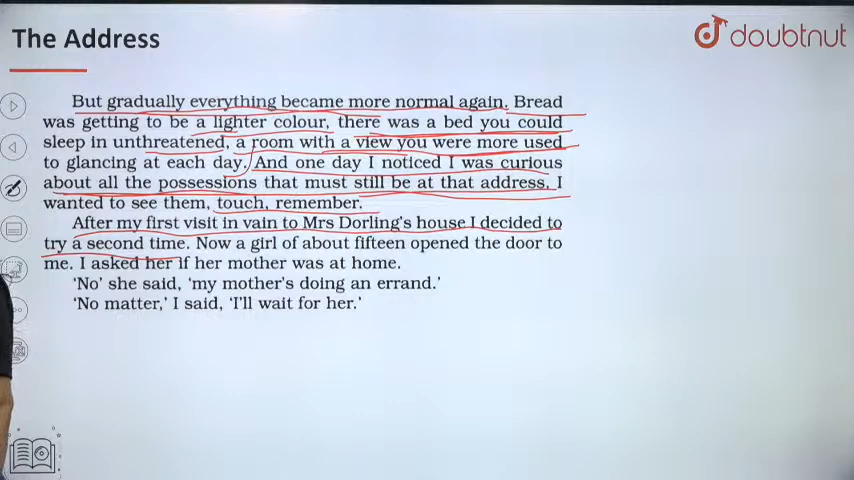 The Address
doubtnut
But gradually everything became more normal again. Bread
was getting to be a lighter colour, there was a bed you could
sleep in unthreatened, a room with a view you were more used
to glancing at each day. And one day I noticed I was curious
about all the possessions that must still be at that address. I
wanted to see them, touch, remember.
After my first visit in vain to Mrs Dorling's house I decided to
try a second time. Now a girl of about fifteen opened the door to
me. I asked her if her mother was at home.
‘No’ she said, ‘my mother's doing an errand.’
‘No matter,’ I said, ‘I'll wait for her.’